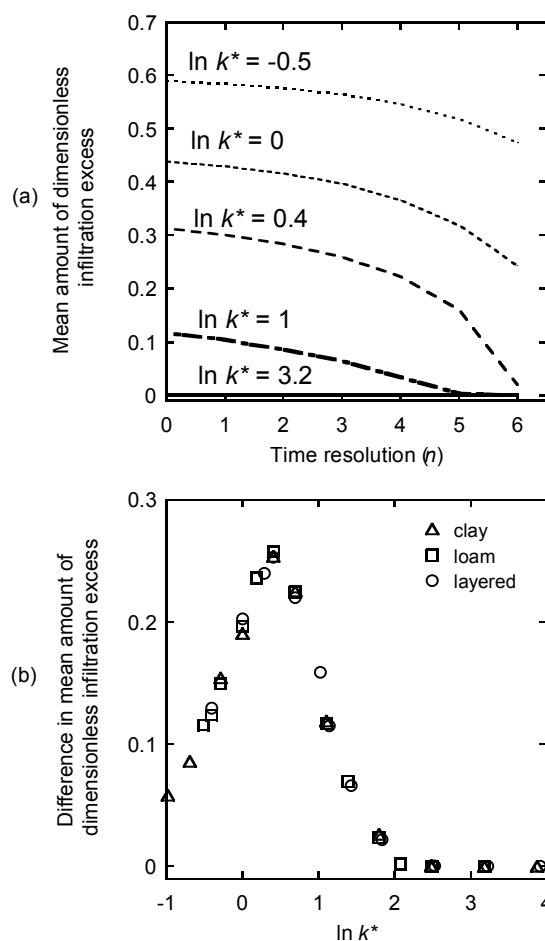 (a)
Mean amount of dimensionless
infiltration excess
0.7
0.6
0.5
0.4
0.3
0.2
0.1
0
ln k* = -0.5
ln k* = 0
ln k* = 0.4
ln k* = 1
ln k* = 3.2
0 1 2 3 4 5 6
Time resolution (n)
(b)
Difference in mean amount of
dimensionless infiltration excess
0.3
0.2
0.1
0
clay
loam
layered
-1 0 1 2 3 4
ln k*